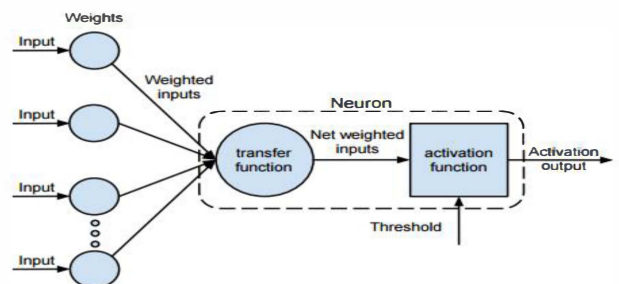 Weights
Input
Weighted
inputs
Input
Neuron
transfer
function
Net weighted
inputs
activation
function
Activation
output
Input
Threshold
Input